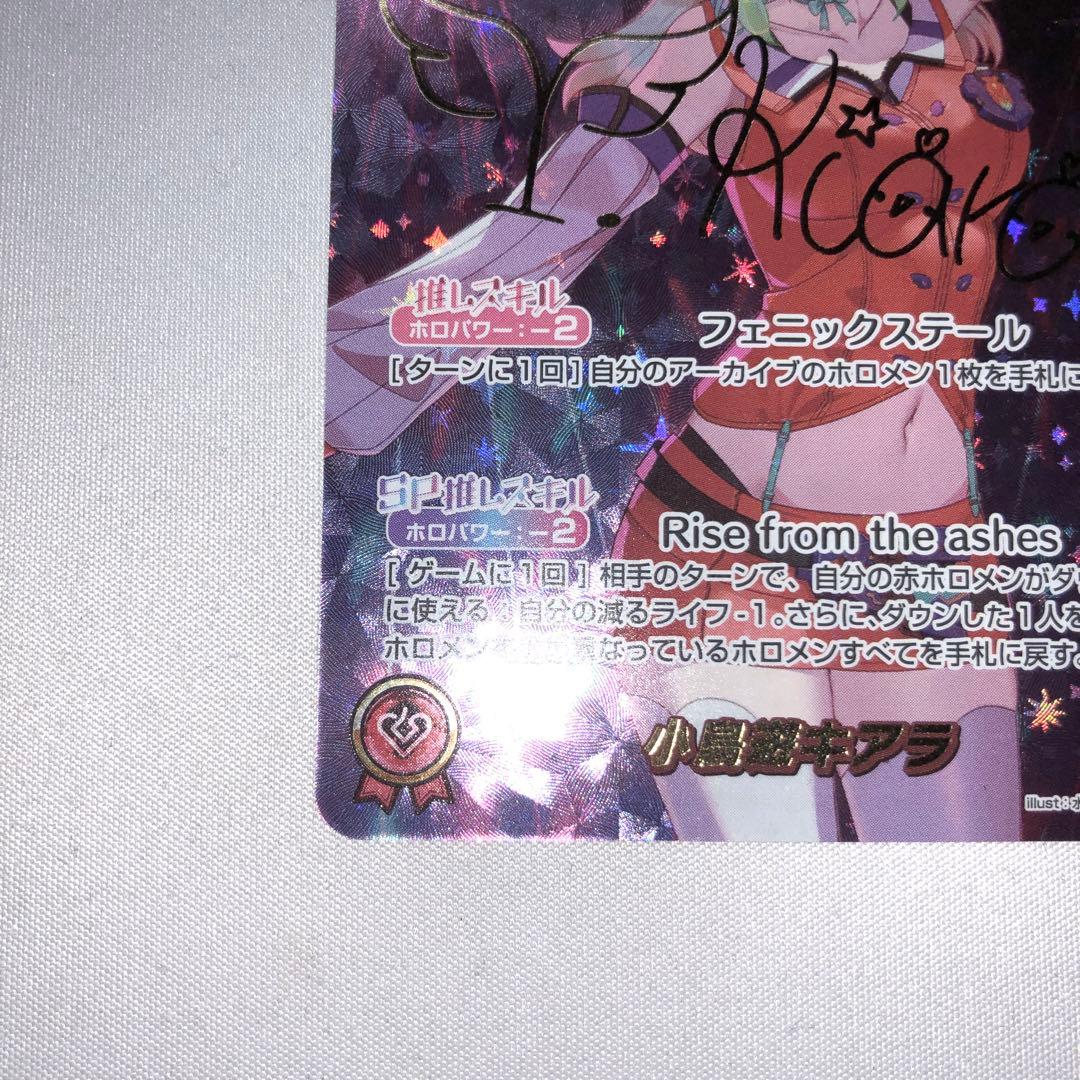 T. Kiara
推しスキル
ホロパワー：－2
フェニックステール
[ターンに1回]自分のアーカイブのホロメン1枚を手札に
SP推しスキル
ホロパワー：－2
Rise from the ashes
[ゲームに1回] 相手のターンで、自分の赤ホロメンがダ
に使える：自分の減るライフ-1。さらに、ダウンした1人を
ホロメン なっているホロメンすべてを手札に戻す
小鳥遊キアラ
illust：